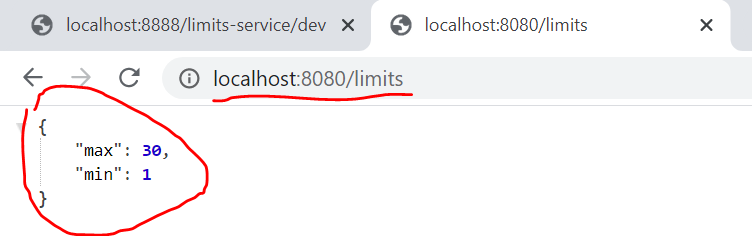 localhost:8888/limits-service/dev
localhost:8080/limits
localhost:8080/limits
{
"max": 30,
"min": 1
}